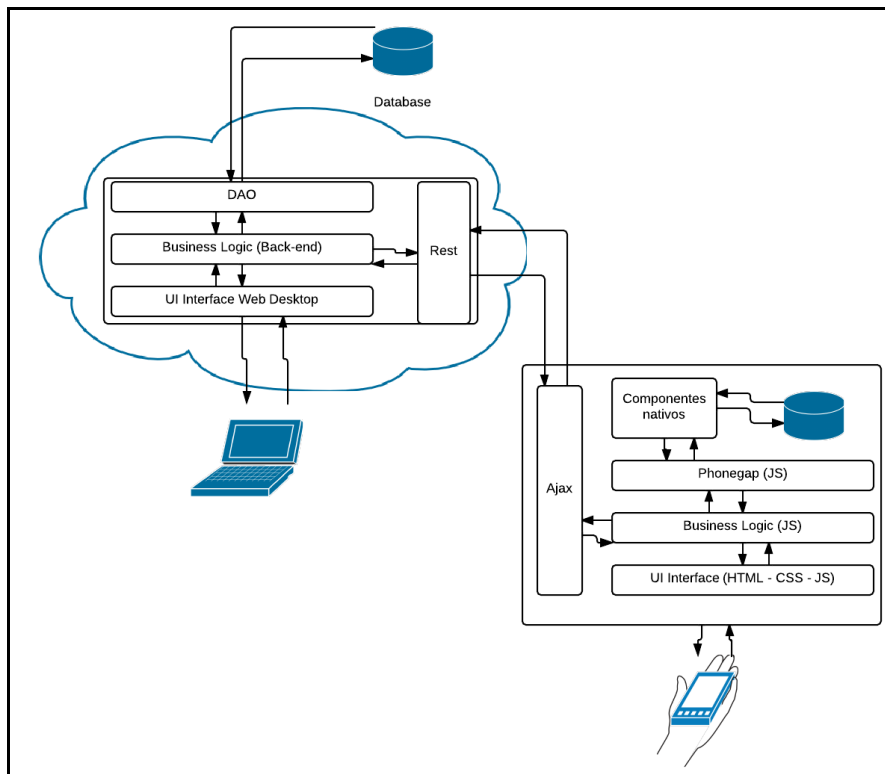 Database
DAO
Business Logic (Back-end)
Rest
UI Interface Web Desktop
Componentes
nativos
Phonegap (JS)
Ajax
Business Logic (JS)
UI Interface (HTML - CSS - JS)